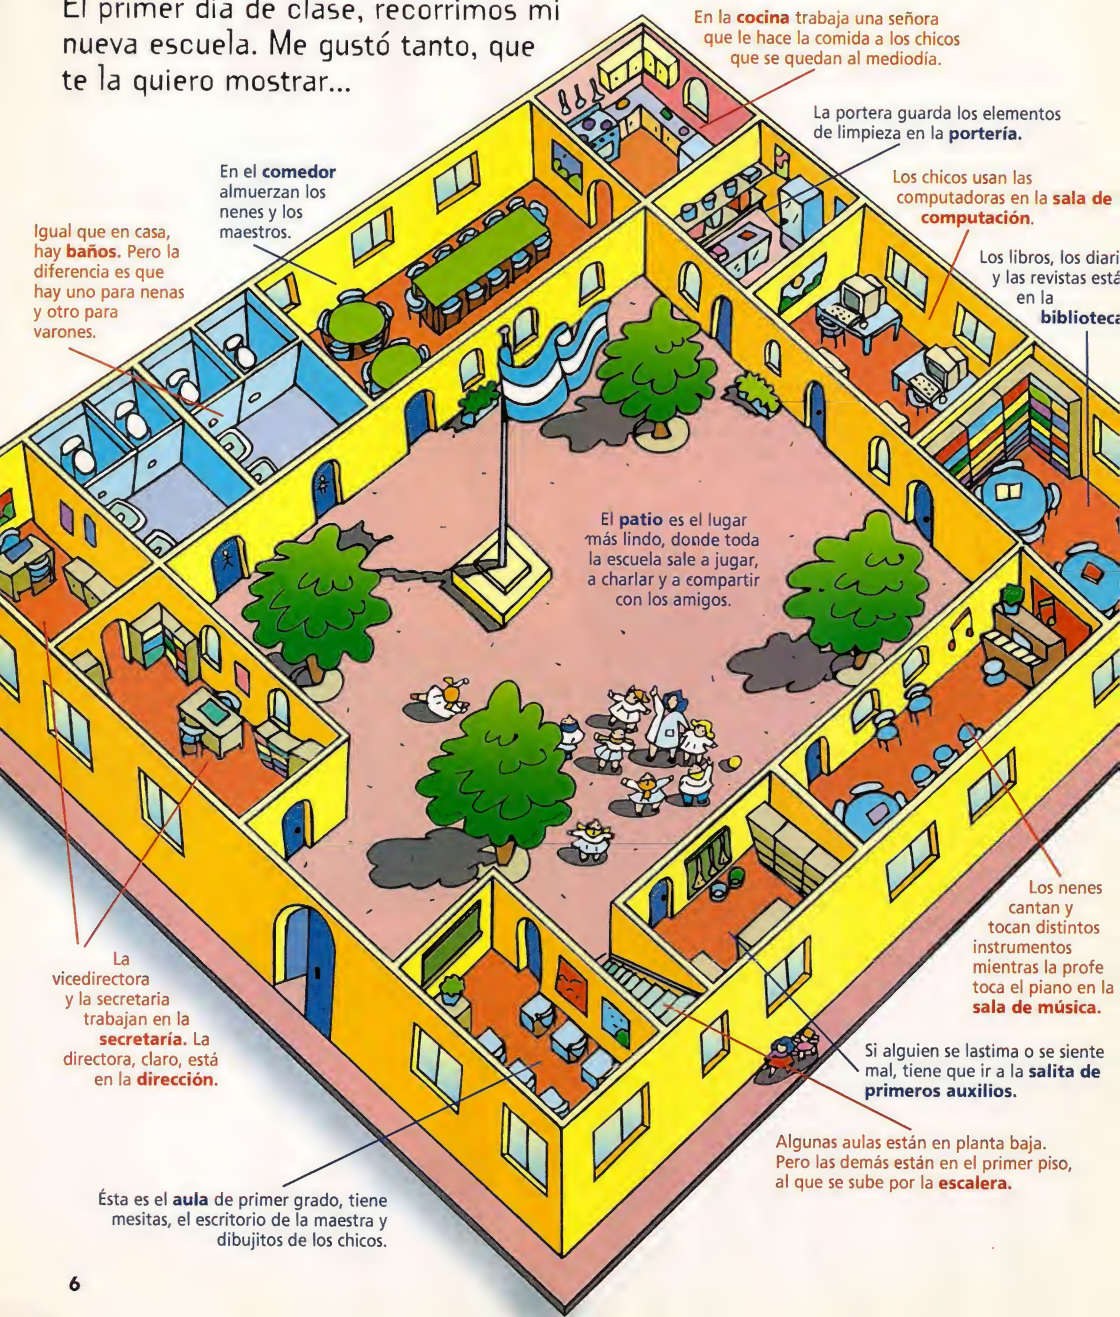 El primer día de clase, recorrimos mi
nueva escuela. Me gustó tanto, que
te la quiero mostrar...
En la cocina trabaja una señora
que le hace la comida a los chicos
que se quedan al mediodía.
La portera guarda los elementos
de limpieza en la portería.
En el comedor
almuerzan los
nenes y los
maestros.
Los chicos usan las
computadoras en la sala de
computación.
Igual que en casa,
hay baños. Pero la
diferencia es que
hay uno para nenas
y otro para
varones.
Los libros, los
y las revistas
en la
biblioteca
El patio es el lugar
más lindo, donde toda
la escuela sale a jugar,
a charlar y a compartir
con los amigos.
Los nenes
cantan y
tocan distintos
instrumentos
mientras la profe
toca el piano en la
sala de música.
La
vicedirectora
y la secretaria
trabajan en la
secretaría. La
directora, claro, está
en la dirección.
Si alguien se lastima o se siente
mal, tiene que ir a la salita de
primeros auxilios.
Algunas aulas están en planta baja.
Pero las demás están en el primer piso,
al que se sube por la escalera.
Ésta es el aula de primer grado, tiene
mesitas, el escritorio de la maestra y
dibujitos de los chicos.
6